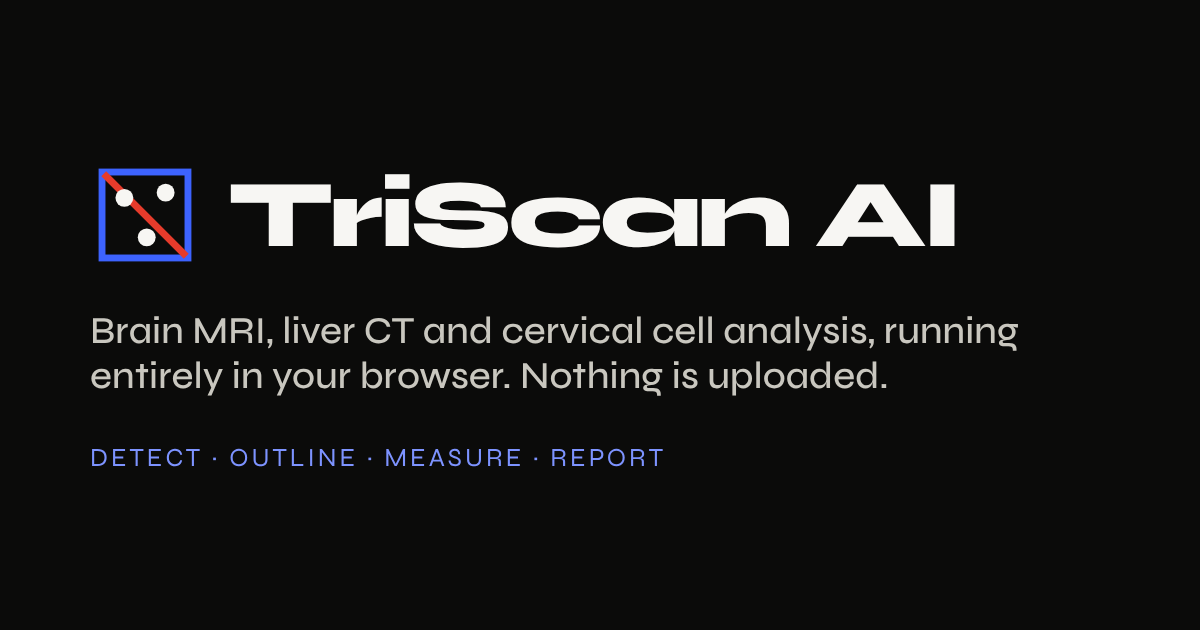 TriScan AI
Brain MRI, liver CT and cervical cell analysis, running
entirely in your browser. Nothing is uploaded.
DETECT · OUTLINE · MEASURE · REPORT